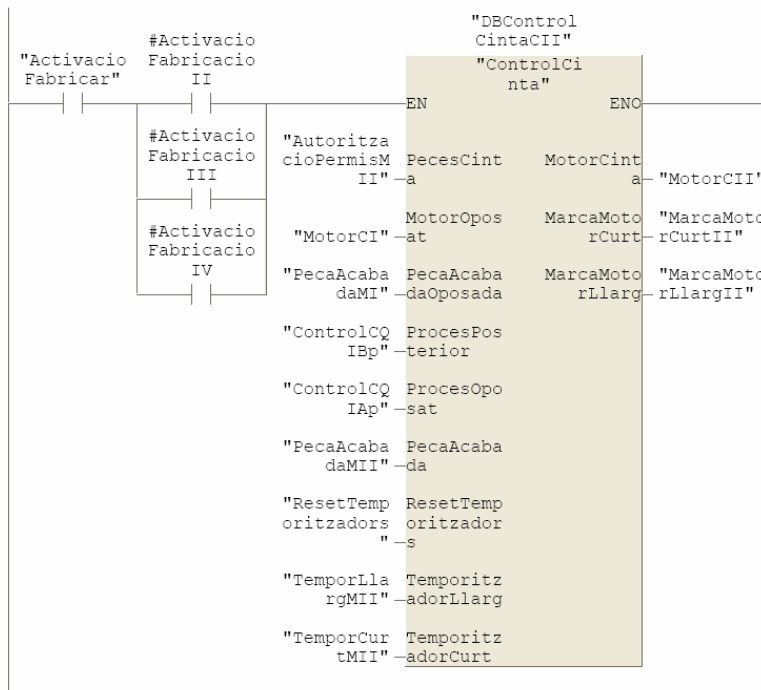 "DBControl
CintaCII"
#Activacio
"Activacio Fabricacio "ControlCi
Fabricar" II nta"
EN ENO
#Activacio "Autoritza
Fabricacio cioPermisM PecesCint MotorCint
III II" a a "MotorCII"
#Activacio MotorOpos MarcaMoto "MarcaMoto
Fabricacio "MotorCI" at rCurt rCurtII"
IV "PecaAcaba PecaAcaba MarcaMoto "MarcaMoto
daMI" daOposada rLlarg rLlargII"
"ControlCQ ProcesPos
IBp" terior
"ControlCQ ProcesOpo
IAp" sat
"PecaAcaba PecaAcaba
daMII" da
"ResetTemp ResetTemp
oritzadors oritzador
" s
"TemporLla Temporitz
rgMII" adorLlarg
"TemporCur Temporitz
tMII" adorCurt